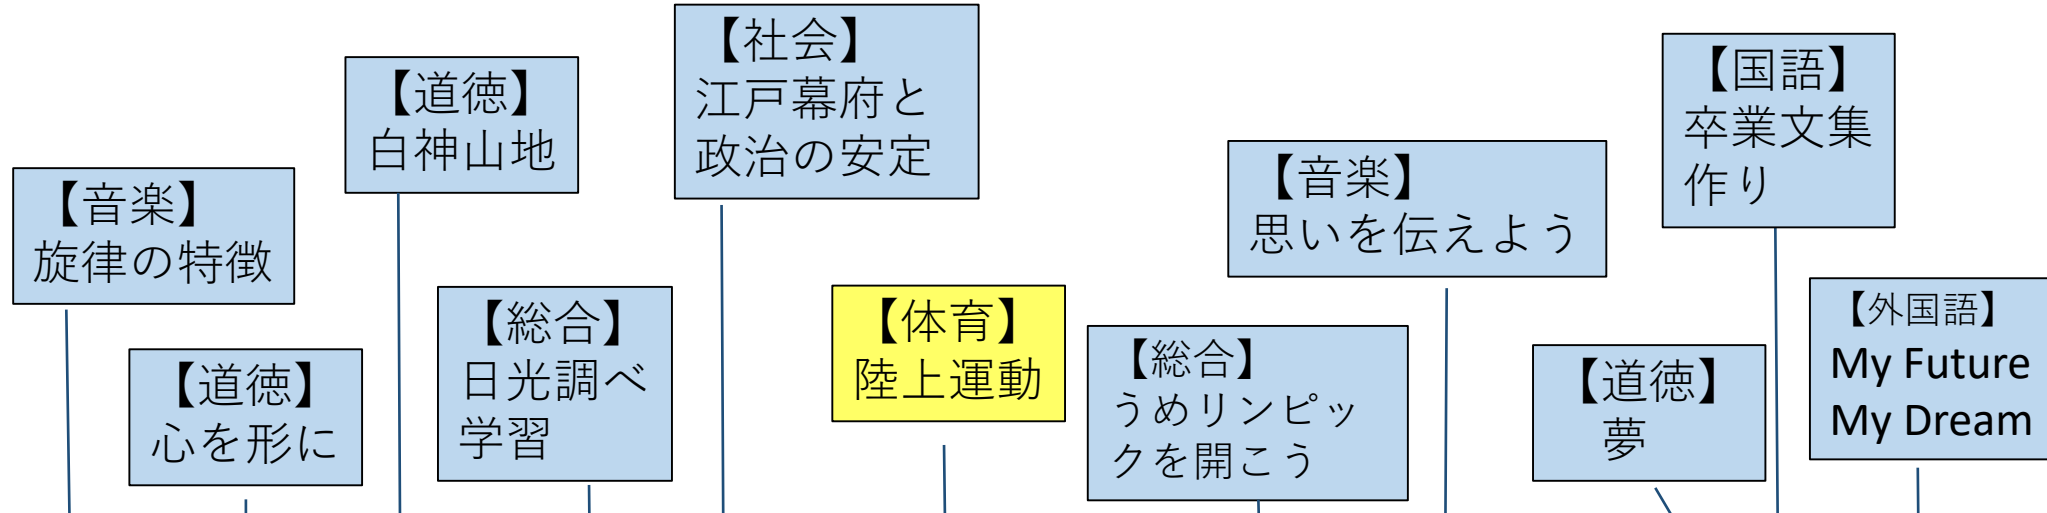 【音楽】
旋律の特徴
【道徳】
心を形に
【道徳】
白神山地
【総合】
日光調べ
学習
【社会】
江戸幕府と
政治の安定
【体育】
陸上運動
【総合】
うめリンピッ
クを開こう
【音楽】
思いを伝えよう
【道徳】
夢
【国語】
卒業文集
作り
【外国語】
My Future
My Dream